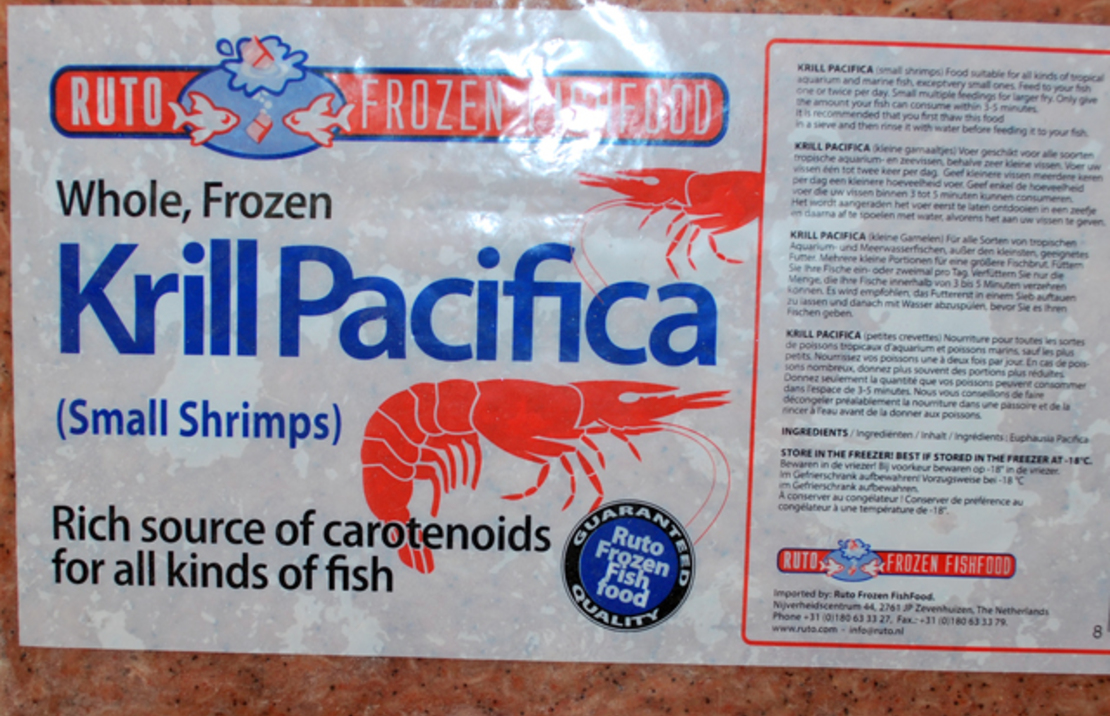 RUTO FROZEN FISHFOOD
Whole, Frozen
Krill Pacifica
(Small Shrimps)
Rich source of carotenoids
for all kinds of fish
GUARANTEED
Ruto
Frozen
Fish
food
QUALITY
KRILL PACIFICA (small shrimps) Food suitable for all kinds of tropical
aquarium and marine fish, exceptvery small ones. Feed to your fish
one or twice per day. Small multiple feedings for larger fry. Only give
the amount your fish can consume within 3-5 minutes.
It is recommended that you first thaw this food
in a sieve and then rinse it with water before feeding it to your fish.
KRILL PACIFICA (kleine garnaaltjes) Voer geschikt voor alle soorten
tropische aquarium- en zeevissen, behalve zeer kleine vissen. Voer uw
vissen één tot twee keer per dag. Geef kleinere vissen meerdere keren
per dag een kleinere hoeveelheid voer. Geef enkel de hoeveelheid
voer die uw vissen binnen 3 tot 5 minuten kunnen consumeren.
Het wordt aangeraden het voer eerst te laten ontdooien in een zeefje
en daarna af te spoelen met water, alvorens het aan uw vissen te geven.
KRILL PACIFICA (kleine Garnelen) Für alle Sorten von tropischen
Aquarium- und Meerwasserfischen, außer den kleinsten, geeignetes
Futter. Mehrere kleine Portionen für eine größere Fischbrut. Füttern
Sie Ihre Fische ein- oder zweimal pro Tag. Verfüttern Sie nur die
Menge, die Ihre Fische innerhalb von 3 bis 5 Minuten verzehren
können. Es wird empfohlen, das Futter erst in einem Sieb auftauen
zu lassen und danach mit Wasser abzuspülen, bevor Sie es Ihren
Fischen geben.
KRILL PACIFICA (petites crevettes) Nourriture pour toutes les sortes
de poissons tropicaux d'aquarium et poissons marins, sauf les plus
petits. Nourrissez vos poissons une à deux fois par jour. En cas de pois-
sons nombreux, donnez plus souvent des portions plus réduites.
Donnez seulement la quantité que vos poissons peuvent consommer
dans l'espace de 3-5 minutes. Nous vous conseillons de faire
décongeler préalablement la nourriture dans une passoire et de la
rincer à l'eau avant de la donner aux poissons.
INGREDIENTS / Ingrediënten / Inhalt / Ingrédients : Euphausia Pacifica
STORE IN THE FREEZER! BEST IF STORED IN THE FREEZER AT -18°C.
Bewaren in de vriezer! Bij voorkeur bewaren op -18° in de vriezer.
Im Gefrierschrank aufbewahren! Vorzugsweise bei -18 °C
im Gefrierschrank aufbewahren.
A conserver au congélateur ! Conserver de préférence au
congélateur à une température de -18°.
RUTO FROZEN FISHFOOD
Imported by: Ruto Frozen FishFood.
Nijverheidscentrum 44, 2761 JP Zevenhuizen, The Netherlands
Phone +31 (0)180 63 33 27, Fax.: +31 (0)180 63 33 79.
www.ruto.com - info@ruto.nl
8